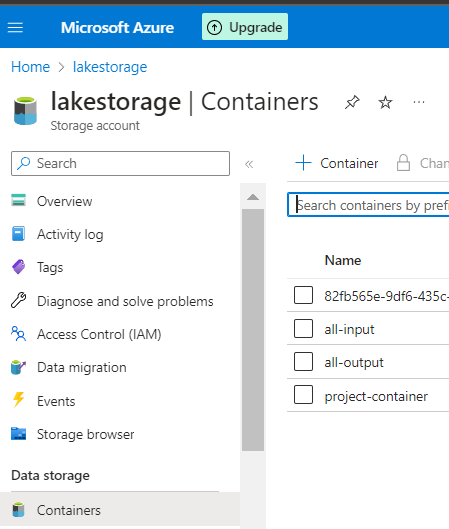 Microsoft Azure
Upgrade
Home > lakestorage
lakestorage | Containers
Storage account
Search
Overview
Activity log
Tags
Diagnose and solve problems
Access Control (IAM)
Data migration
Events
Storage browser
Data storage
Containers
+ Container
Chan
Search containers by prefi
Name
82fb565e-9df6-435c-
all-input
all-output
project-container